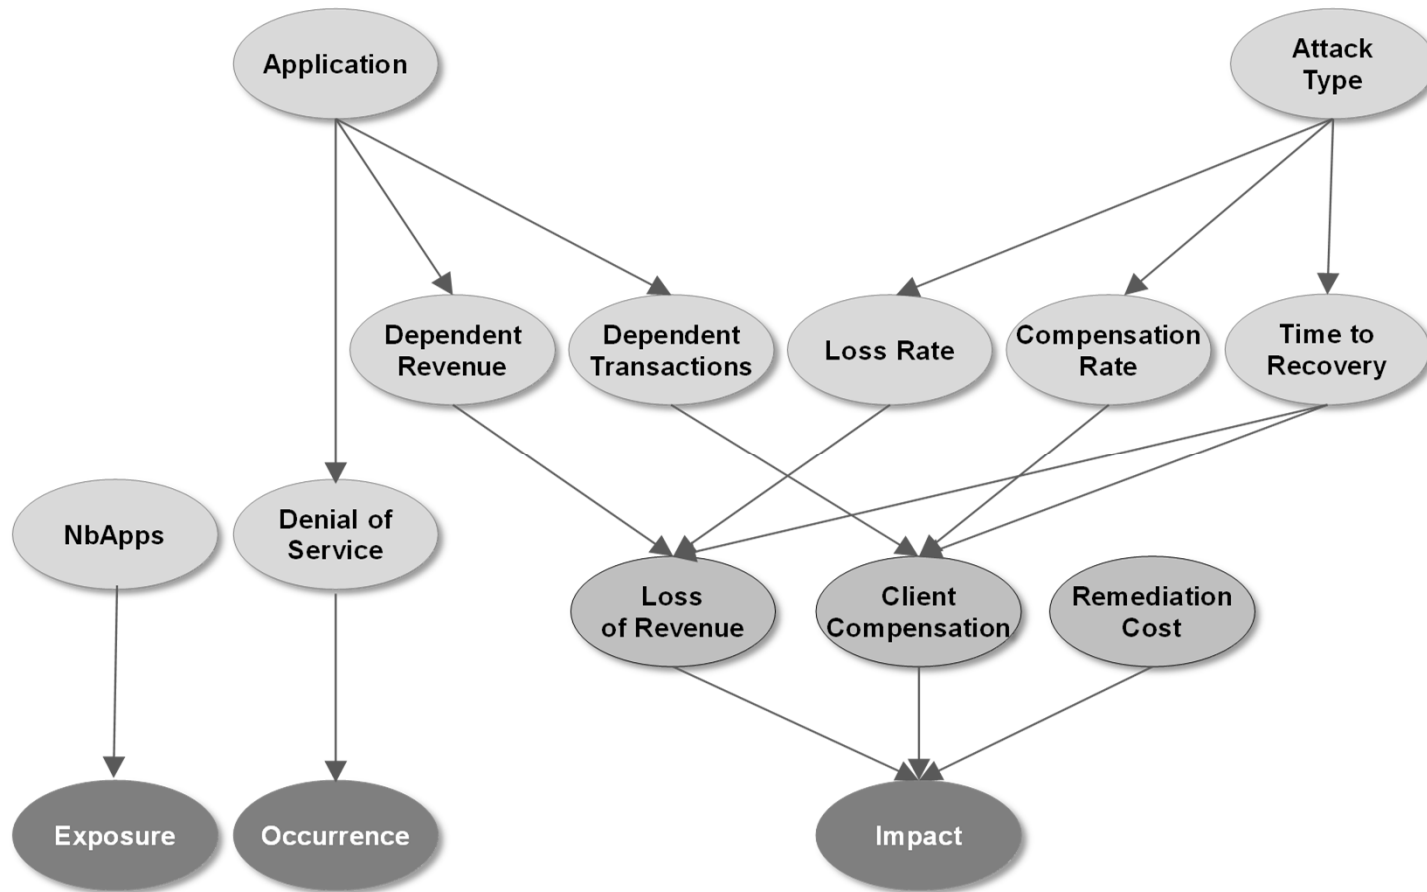 Application
Attack
Type
Dependent
Revenue
Dependent
Transactions
Loss Rate
Compensation
Rate
Time to
Recovery
NbApps
Denial of
Service
Loss
of Revenue
Client
Compensation
Remediation
Cost
Exposure
Occurrence
Impact